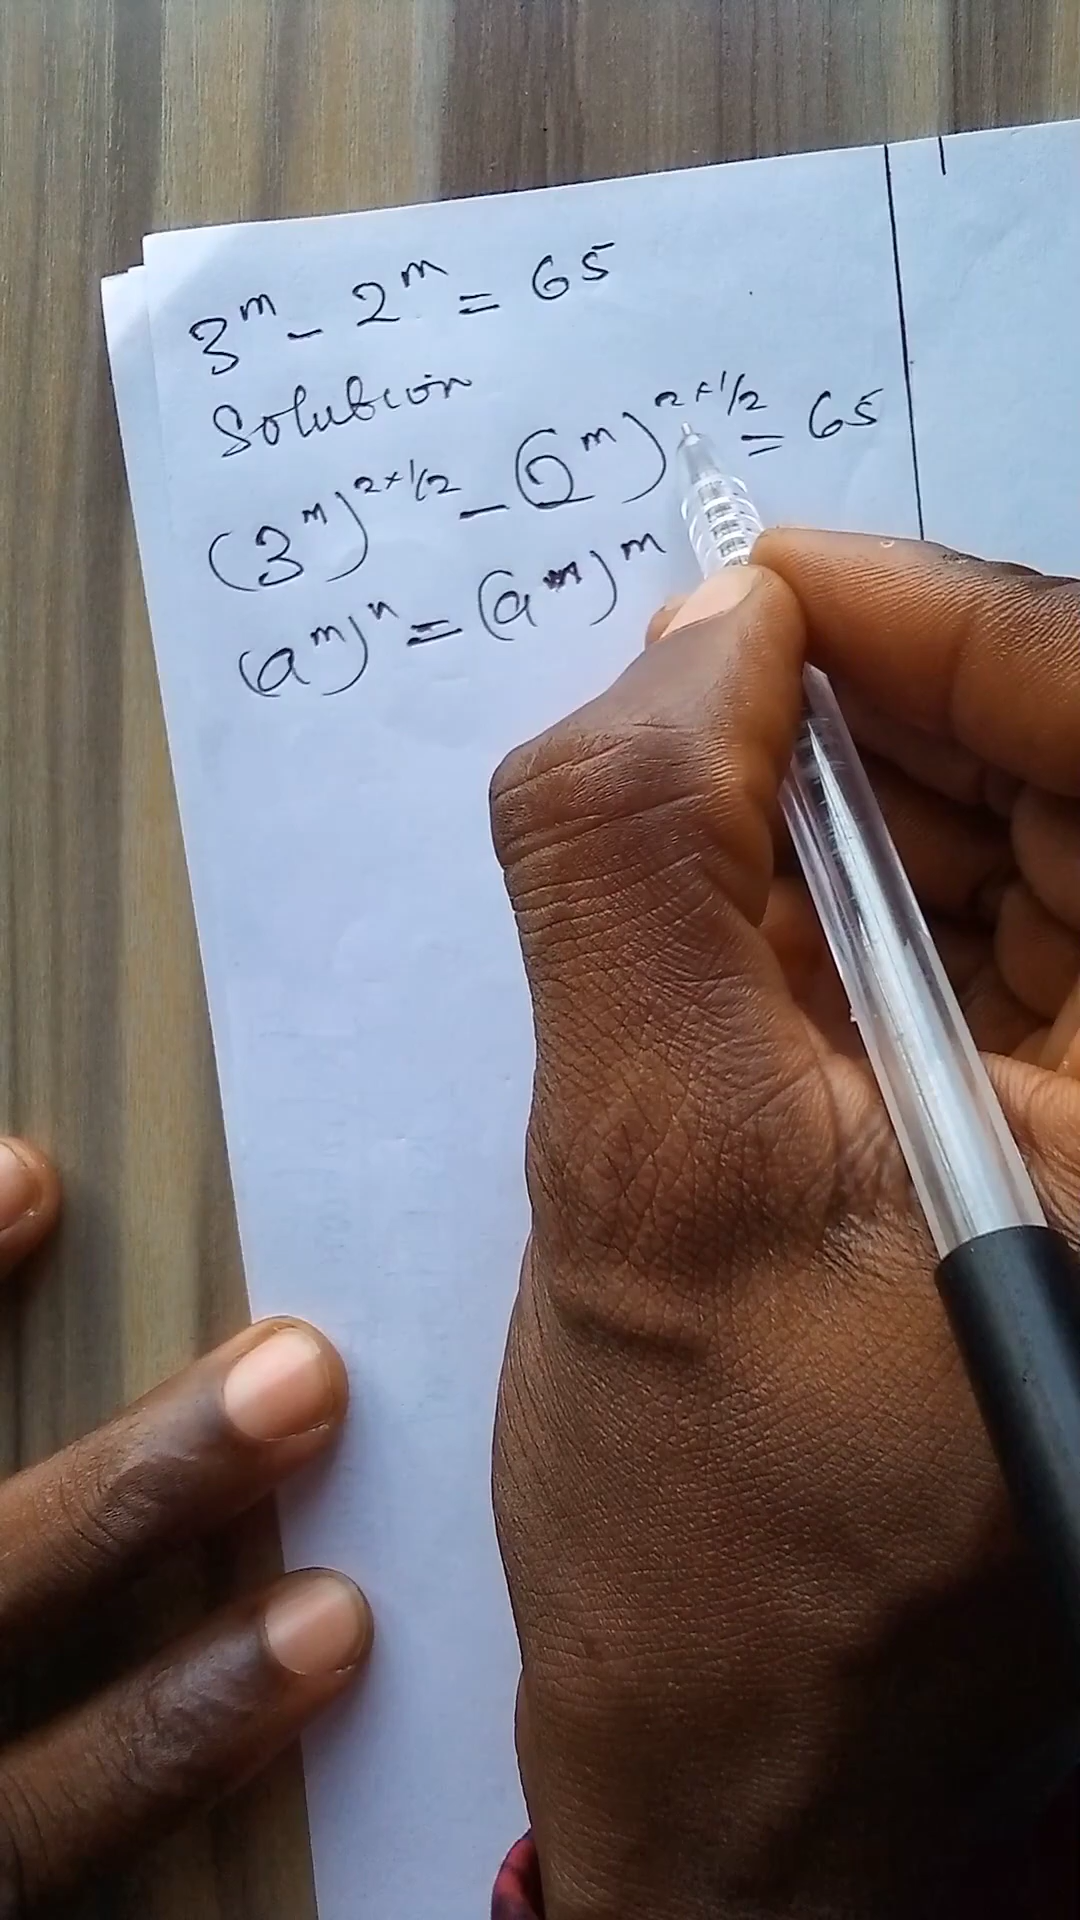 3^m - 2^m = 65
Solution
(3^m)^2×1/2 - (2^m)^2×1/2 = 65
(a^m)^n = (a^m)^m